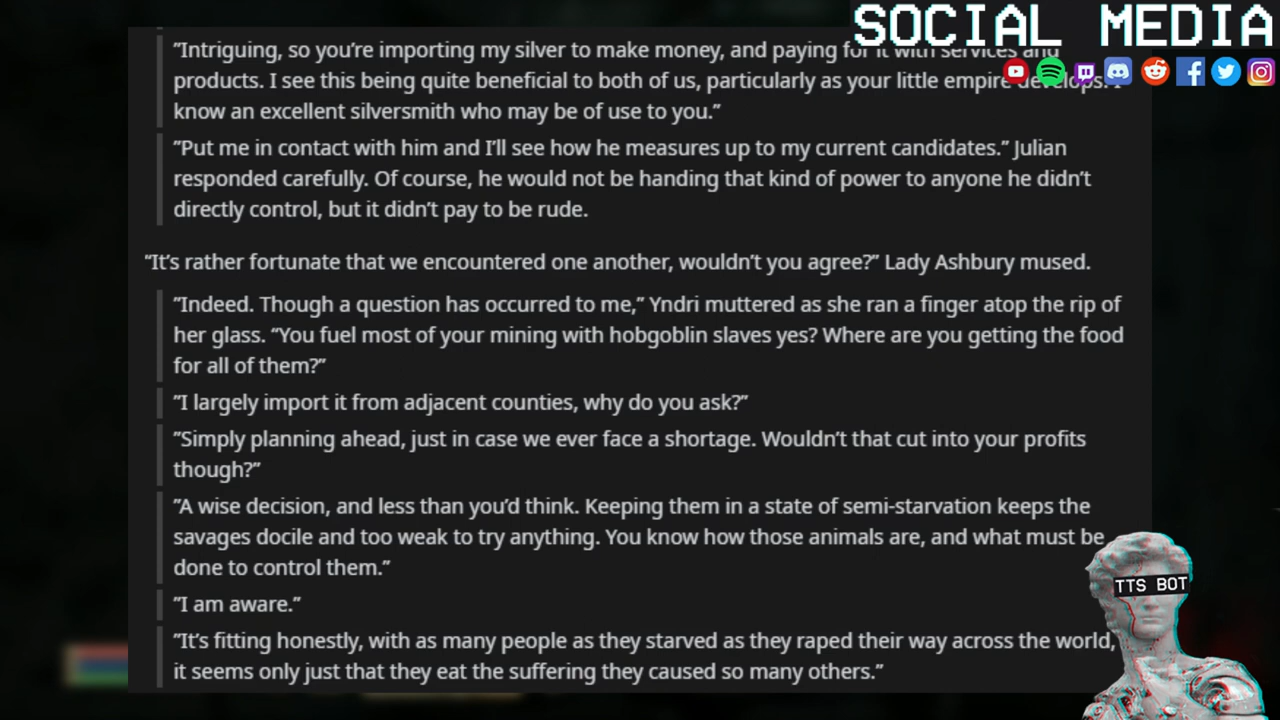 SOCIAL MEDIA
"Intriguing, so you're importing my silver to make money, and paying for it with services and
products. I see this being quite beneficial to both of us, particularly as your little empire develops. I
know an excellent silversmith who may be of use to you."
"Put me in contact with him and I'll see how he measures up to my current candidates." Julian
responded carefully. Of course, he would not be handing that kind of power to anyone he didn't
directly control, but it didn't pay to be rude.
"It's rather fortunate that we encountered one another, wouldn't you agree?" Lady Ashbury mused.
"Indeed. Though a question has occurred to me," Yndri muttered as she ran a finger atop the rip of
her glass. "You fuel most of your mining with hobgoblin slaves yes? Where are you getting the food
for all of them?"
"I largely import it from adjacent counties, why do you ask?"
"Simply planning ahead, just in case we ever face a shortage. Wouldn't that cut into your profits
though?"
"A wise decision, and less than you'd think. Keeping them in a state of semi-starvation keeps the
savages docile and too weak to try anything. You know how those animals are, and what must be
done to control them."
"I am aware."
"It's fitting honestly, with as many people as they starved as they raped their way across the world,
it seems only just that they eat the suffering they caused so many others."
TTS BOT